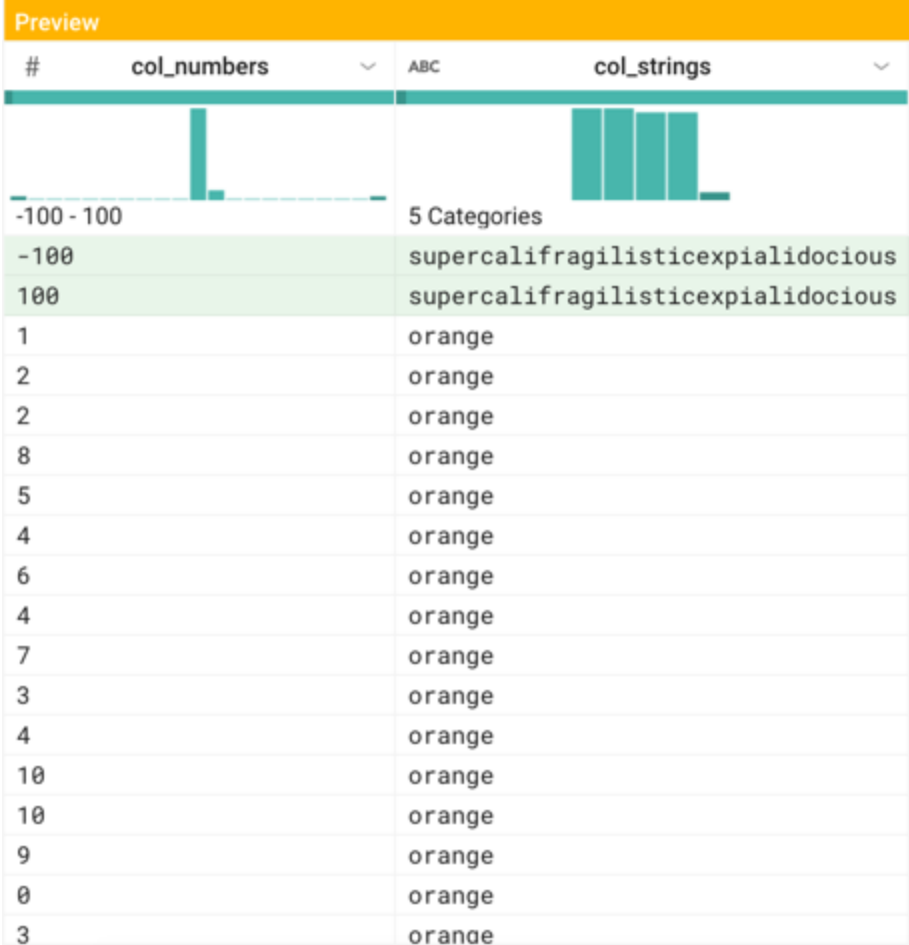 Preview
# col_numbers ABC col_strings
-100 - 100 5 Categories
-100 supercalifragilisticexpialidocious
100 supercalifragilisticexpialidocious
1 orange
2 orange
2 orange
8 orange
5 orange
4 orange
6 orange
4 orange
7 orange
3 orange
4 orange
10 orange
10 orange
9 orange
0 orange
3 orange